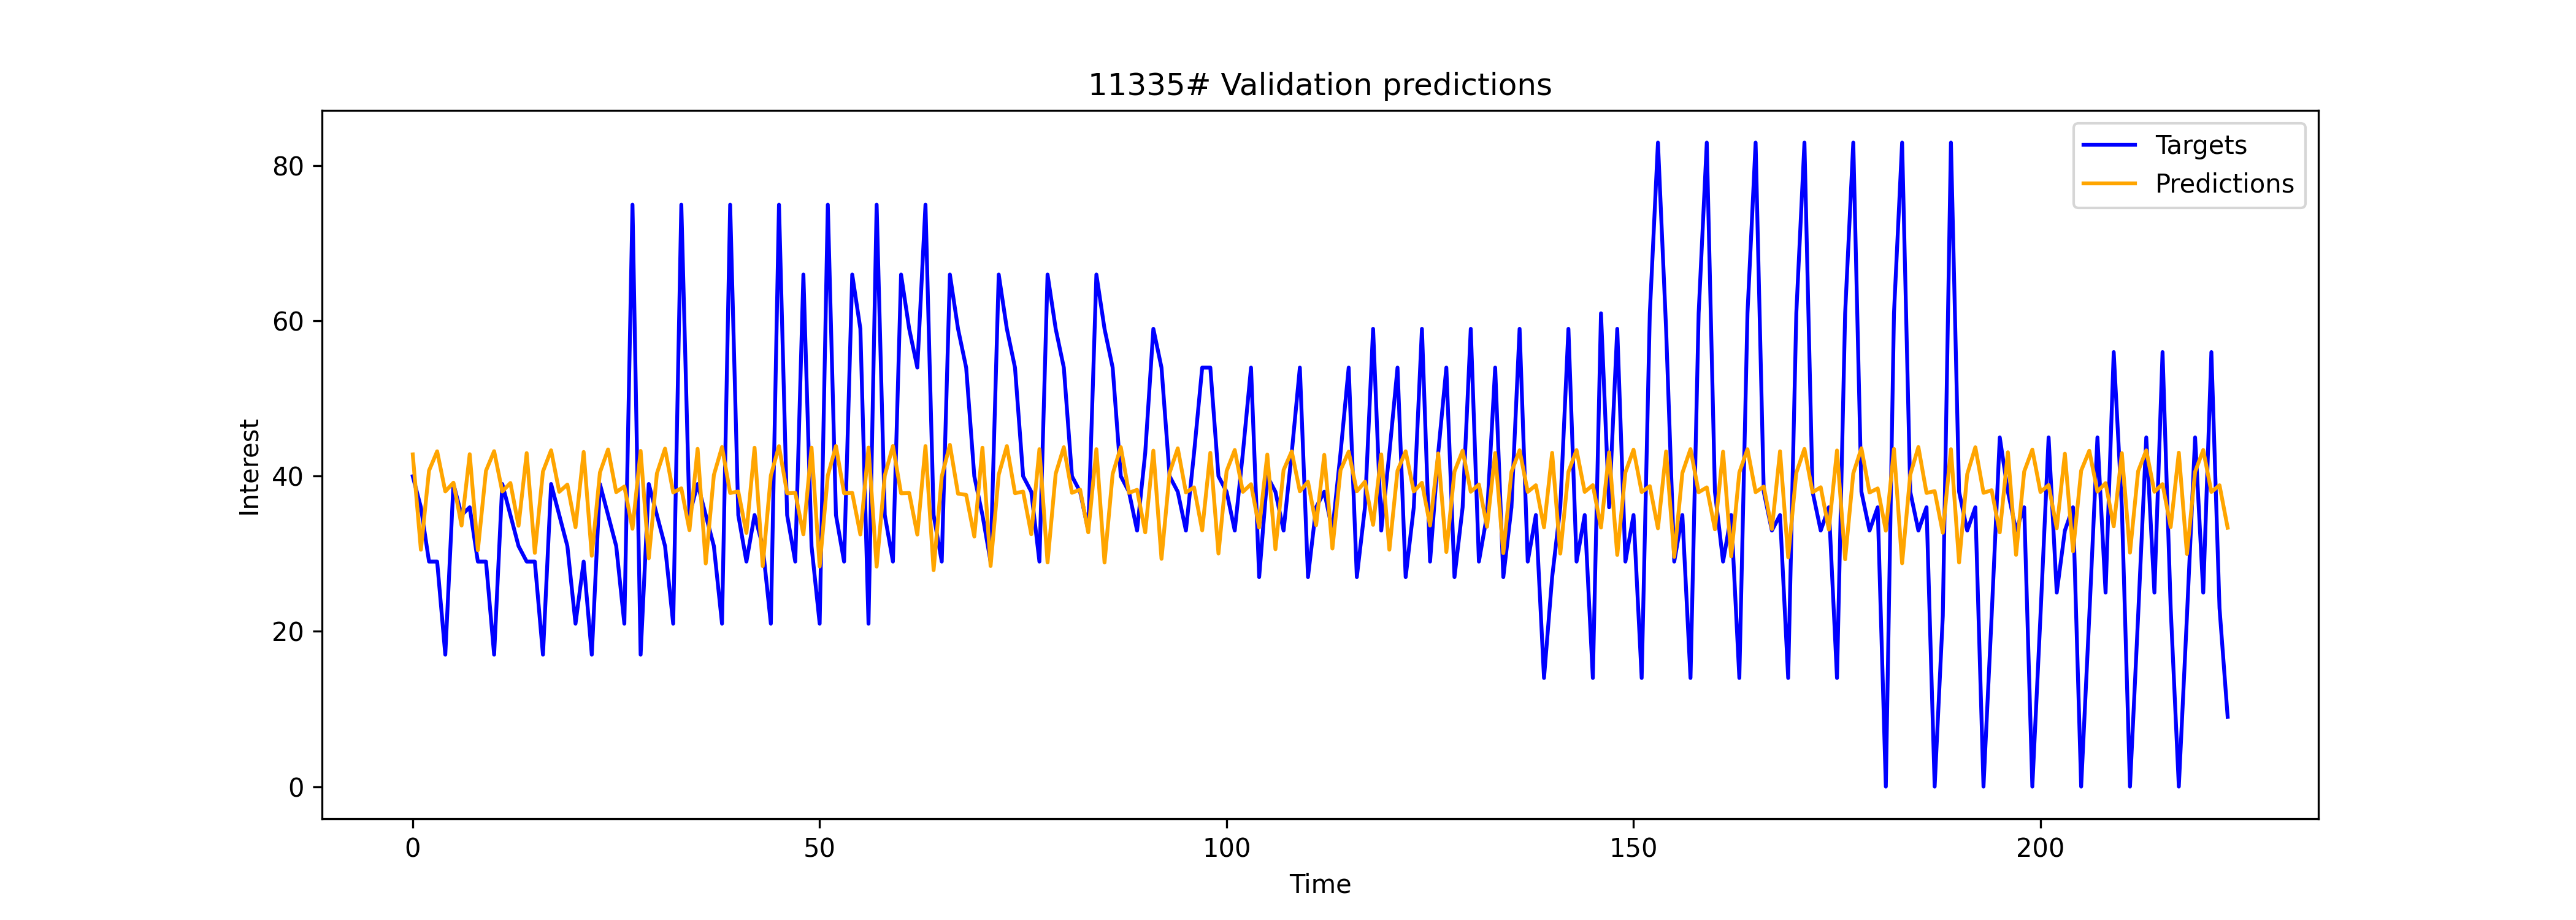 11335# Validation predictions
Targets
Predictions
Interest
80
60
40
20
0
0 50 100 150 200
Time